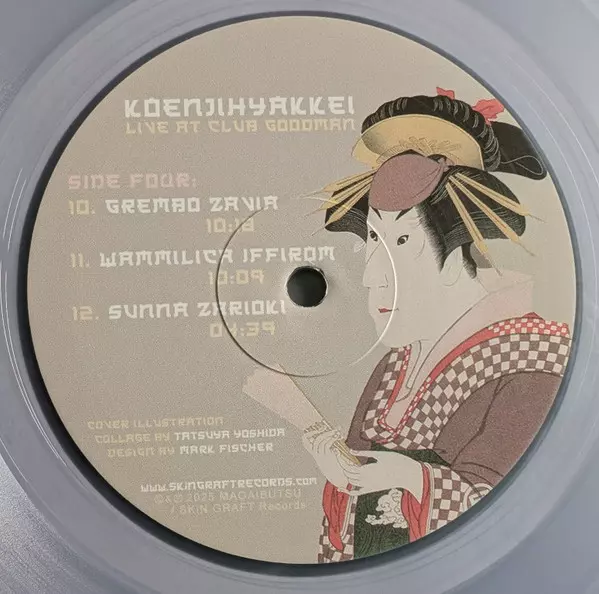 KOENJIHYAKKEI
LIVE AT CLUB GOODMAN
SIDE FOUR:
10. GREMBO ZAVIA
10:18
11. WAMMILICA IFFIROM
10:09
12. SUNNA ZARIOKI
04:39
COVER ILLUSTRATION
COLLAGE BY TATSUYA YOSHIDA
DESIGN BY MARK FISCHER
WWW.SKINGRAFTRECORDS.COM
©&℗ 2025 MAGAIBUTSU
/ SKiN GRAFT Records